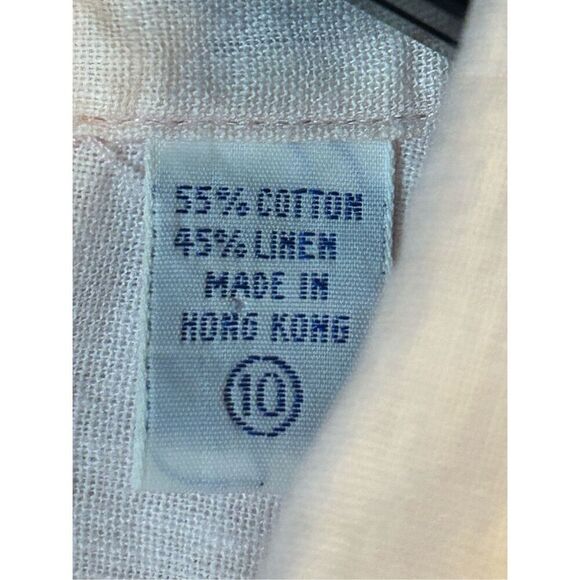 55% COTTON
45% LINEN
MADE IN
HONG KONG
10